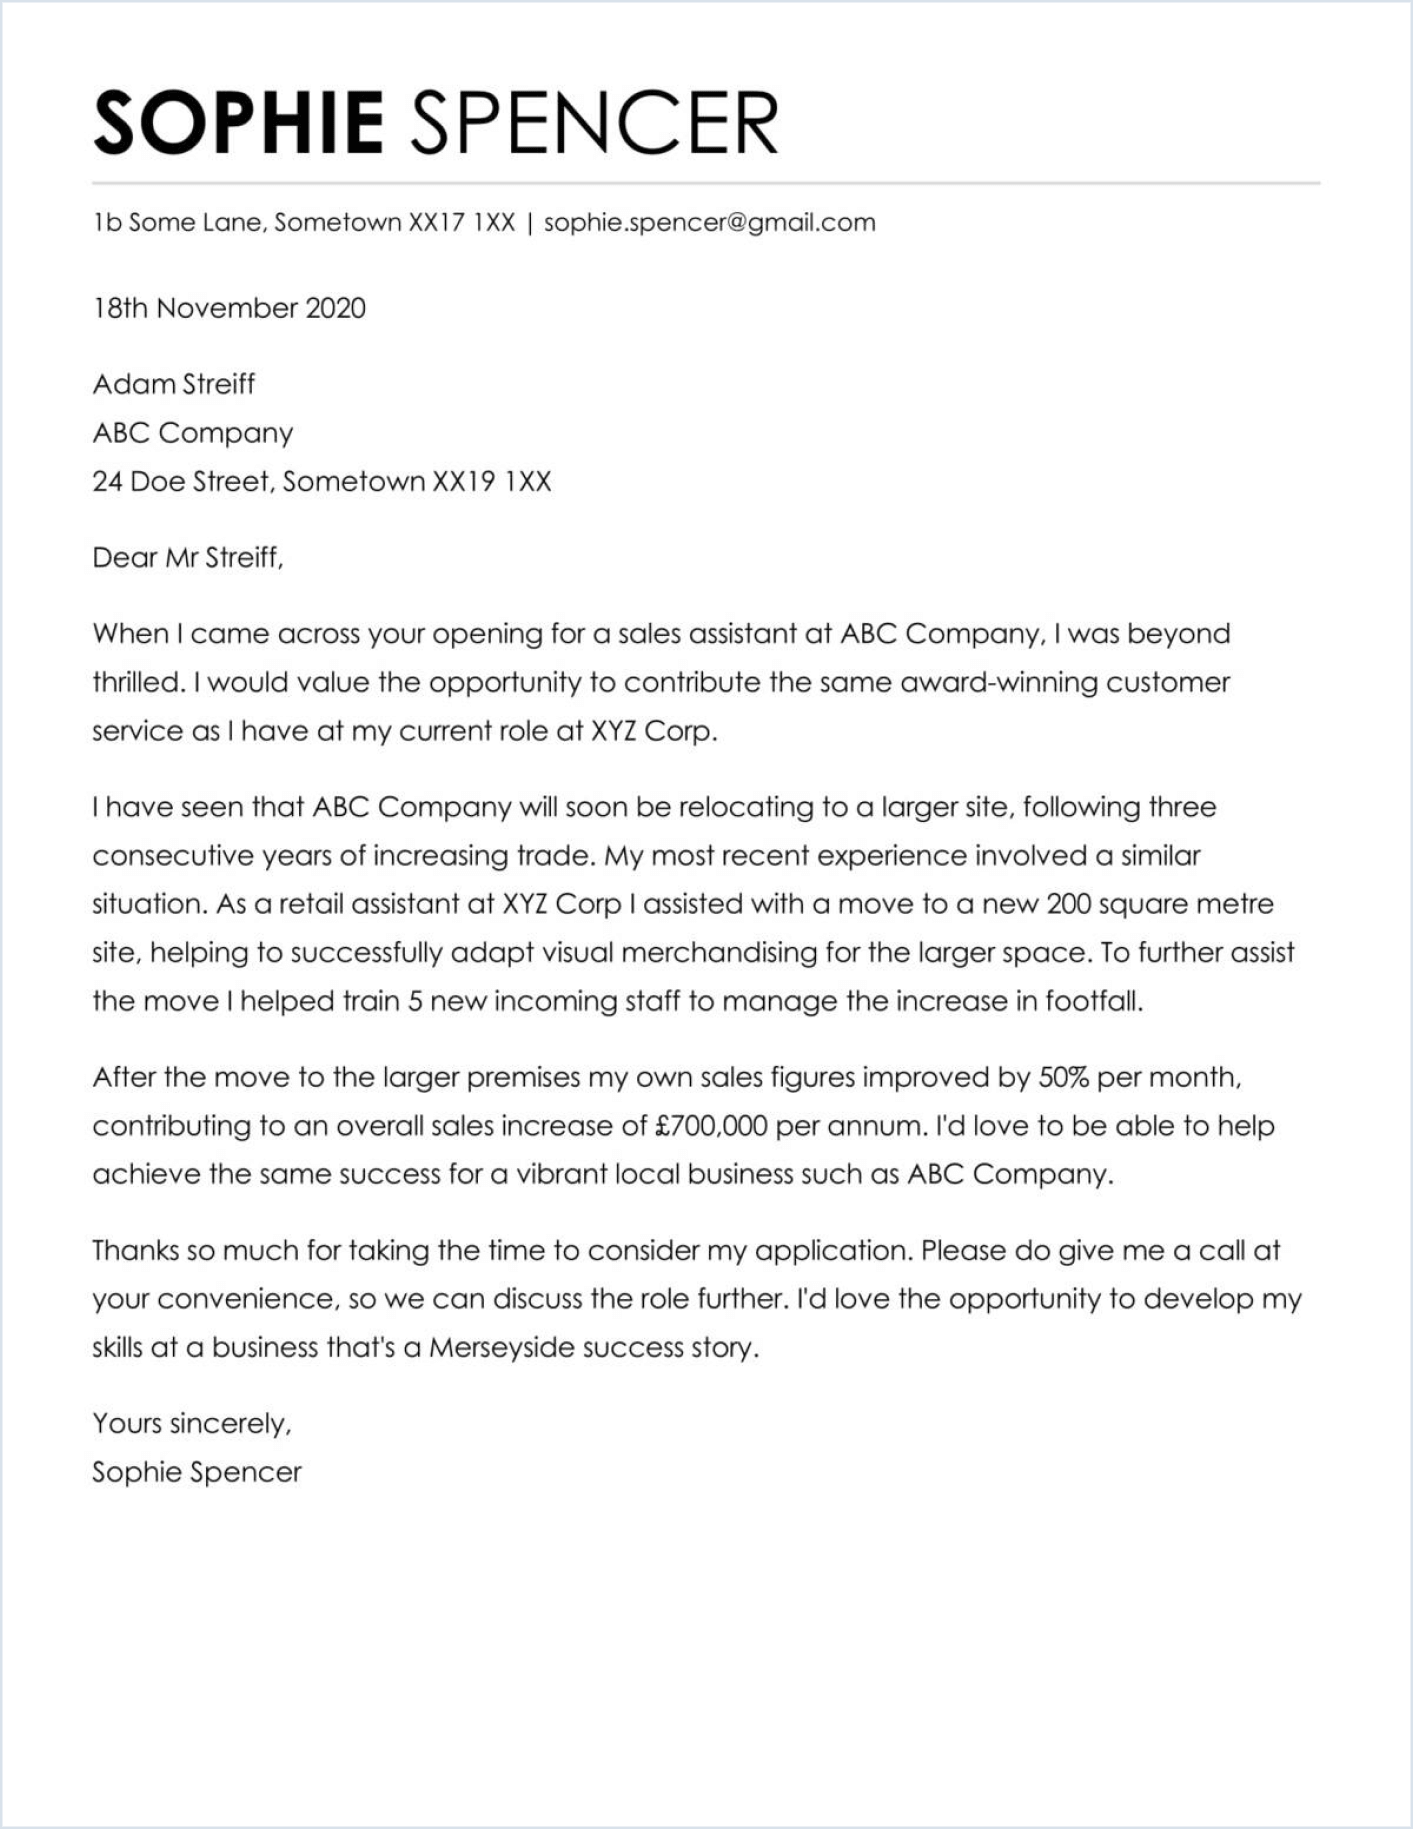 SOPHIE SPENCER
1b Some Lane, Sometown XX17 1XX | sophie.spencer@gmail.com
18th November 2020
Adam Streiff
ABC Company
24 Doe Street, Sometown XX19 1XX
Dear Mr Streiff,
When I came across your opening for a sales assistant at ABC Company, I was beyond
thrilled. I would value the opportunity to contribute the same award-winning customer
service as I have at my current role at XYZ Corp.
I have seen that ABC Company will soon be relocating to a larger site, following three
consecutive years of increasing trade. My most recent experience involved a similar
situation. As a retail assistant at XYZ Corp I assisted with a move to a new 200 square metre
site, helping to successfully adapt visual merchandising for the larger space. To further assist
the move I helped train 5 new incoming staff to manage the increase in footfall.
After the move to the larger premises my own sales figures improved by 50% per month,
contributing to an overall sales increase of £700,000 per annum. I'd love to be able to help
achieve the same success for a vibrant local business such as ABC Company.
Thanks so much for taking the time to consider my application. Please do give me a call at
your convenience, so we can discuss the role further. I'd love the opportunity to develop my
skills at a business that's a Merseyside success story.
Yours sincerely,
Sophie Spencer